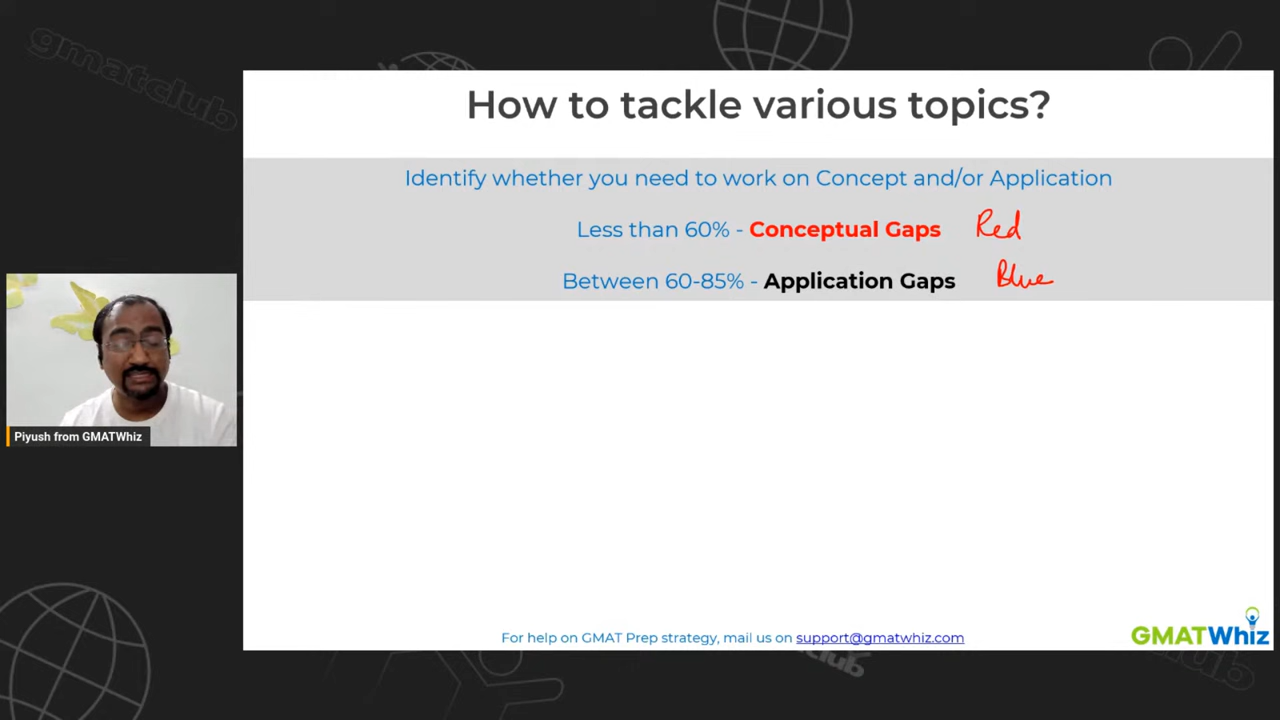 gmatclub
How to tackle various topics?
Identify whether you need to work on Concept and/or Application
Less than 60% - Conceptual Gaps Red
Between 60-85% - Application Gaps Blue
Piyush from GMATWhiz
For help on GMAT Prep strategy, mail us on support@gmatwhiz.com
GMATWhiz